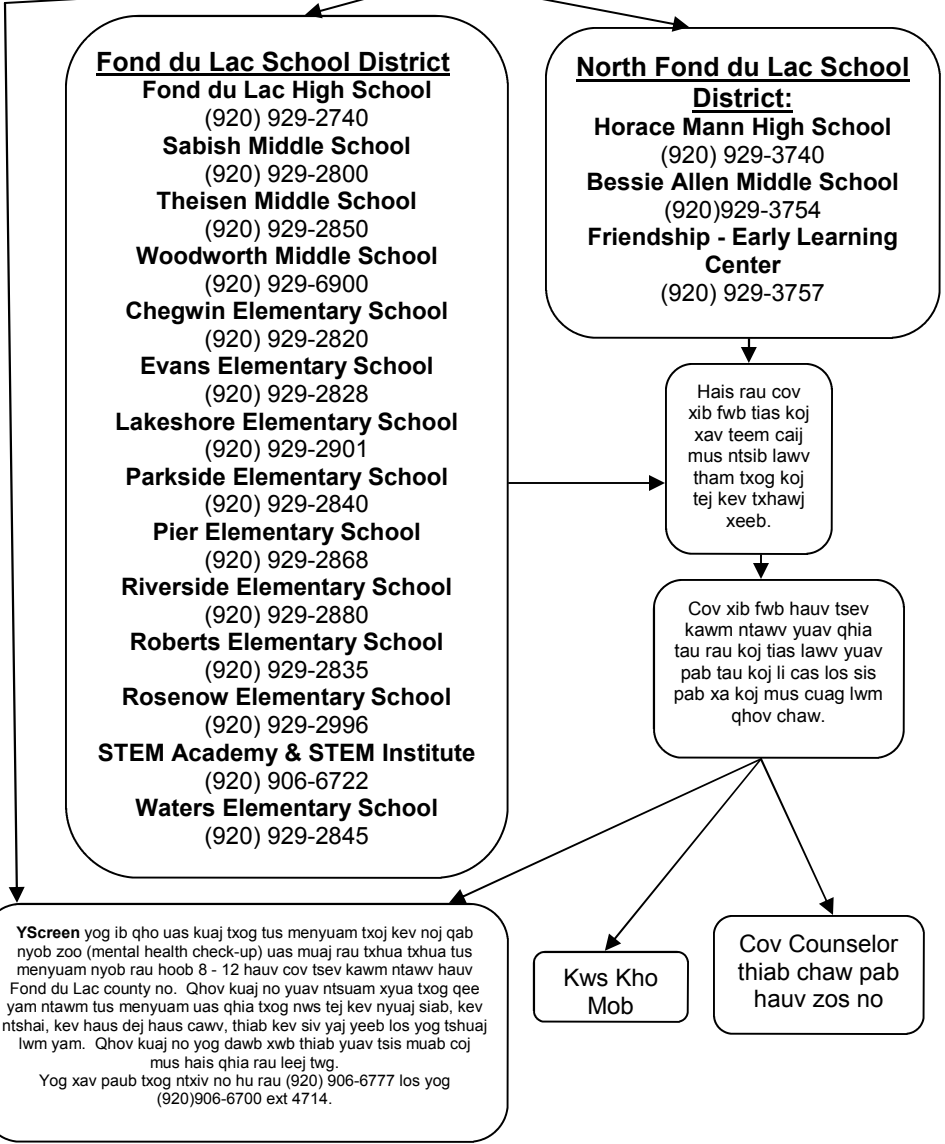 Fond du Lac School District
Fond du Lac High School
(920) 929-2740
Sabish Middle School
(920) 929-2800
Theisen Middle School
(920) 929-2850
Woodworth Middle School
(920) 929-6900
Chegwin Elementary School
(920) 929-2820
Evans Elementary School
(920) 929-2828
Lakeshore Elementary School
(920) 929-2901
Parkside Elementary School
(920) 929-2840
Pier Elementary School
(920) 929-2868
Riverside Elementary School
(920) 929-2880
Roberts Elementary School
(920) 929-2835
Rosenow Elementary School
(920) 929-2996
STEM Academy & STEM Institute
(920) 906-6722
Waters Elementary School
(920) 929-2845
North Fond du Lac School
District:
Horace Mann High School
(920) 929-3740
Bessie Allen Middle School
(920)929-3754
Friendship - Early Learning
Center
(920) 929-3757
Hais rau cov
xib fwb tias koj
xav teem caij
mus ntsib lawv
tham txog koj
tej kev txhawj
xeeb.
Cov xib fwb hauv tsev
kawm ntawv yuav qhia
tau rau koj tias lawv yuav
pab tau koj li cas los sis
pab xa koj mus cuag lwm
qhov chaw.
YScreen yog ib qho uas kuaj txog tus menyuam txoj kev noj qab
nyob zoo (mental health check-up) uas muaj rau txhua txhua tus
menyuam nyob rau hoob 8 - 12 hauv cov tsev kawm ntawv hauv
Fond du Lac county no.  Qhov kuaj no yuav ntsuam xyua txog qee
yam ntawm tus menyuam uas qhia txog nws tej kev nyuaj siab, kev
ntshai, kev haus dej haus cawv, thiab kev siv yaj yeeb los yog tshuaj
lwm yam.  Qhov kuaj no yog dawb xwb thiab yuav tsis muab coj
mus hais qhia rau leej twg.
Yog xav paub txog ntxiv no hu rau (920) 906-6777 los yog
(920)906-6700 ext 4714.
Kws Kho
Mob
Cov Counselor
thiab chaw pab
hauv zos no